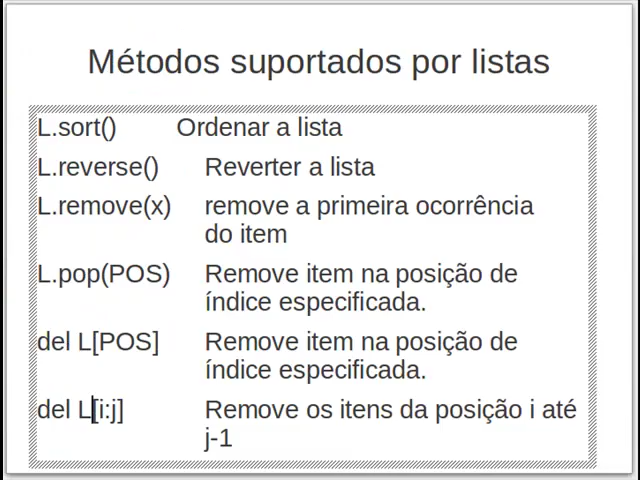 Métodos suportados por listas
L.sort() Ordenar a lista
L.reverse() Reverter a lista
L.remove(x) remove a primeira ocorrência
do item
L.pop(POS) Remove item na posição de
índice especificada.
del L[POS] Remove item na posição de
índice especificada.
del L[i:j] Remove os itens da posição i até
j-1